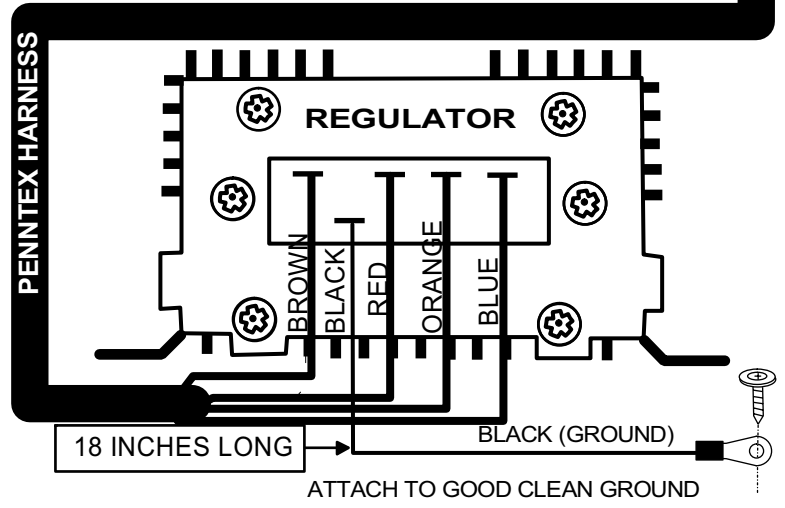 PENNTEX HARNESS
REGULATOR
BROWN
BLACK
RED
ORANGE
BLUE
18 INCHES LONG
BLACK (GROUND)
ATTACH TO GOOD CLEAN GROUND